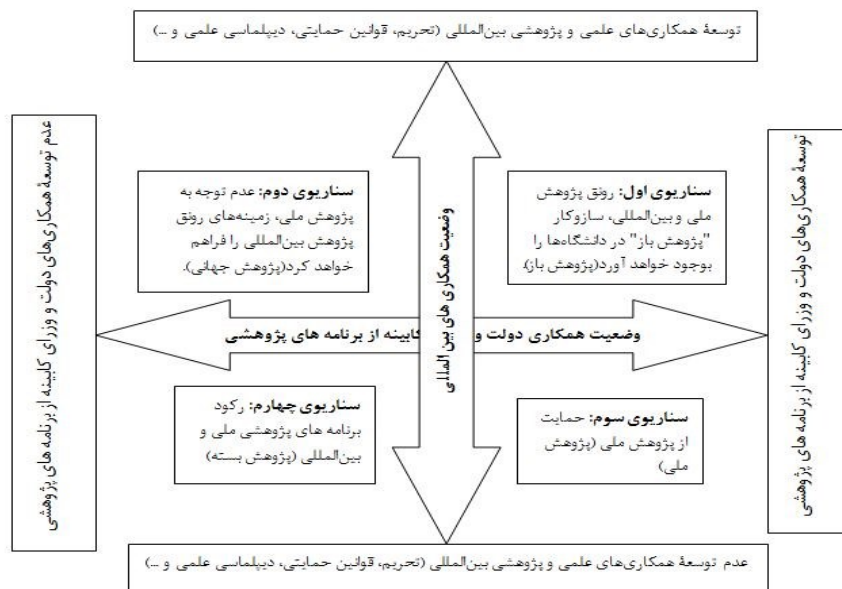 توسعهٔ همکاری‌های علمی و پژوهشی بین‌المللی (تحریم، قوانین حمایتی، دیپلماسی علمی و ...)
توسعهٔ همکاری‌های دولت و وزرای کابینه از برنامه های پژوهشی
سناریوی اول: رونق پژوهش
ملی و بین‌المللی، سازوکار
"پژوهش باز" در دانشگاه‌ها را
بوجود خواهد آورد(پژوهش باز).
سناریوی دوم: عدم توجه به
پژوهش ملی، زمینه‌های رونق
پژوهش بین‌المللی را فراهم
خواهد کرد(پژوهش جهانی).
عدم توسعهٔ همکاری‌های دولت و وزرای کابینه از برنامه های پژوهشی
وضعیت همکاری های بین المللی
وضعیت همکاری دولت و کابینه از برنامه های پژوهشی
سناریوی سوم: حمایت
از پژوهش ملی (پژوهش
ملی)
سناریوی چهارم: رکود
برنامه های پژوهشی ملی و
بین‌المللی (پژوهش بسته)
عدم توسعهٔ همکاری‌های علمی و پژوهشی بین‌المللی (تحریم، قوانین حمایتی، دیپلماسی علمی و ...)